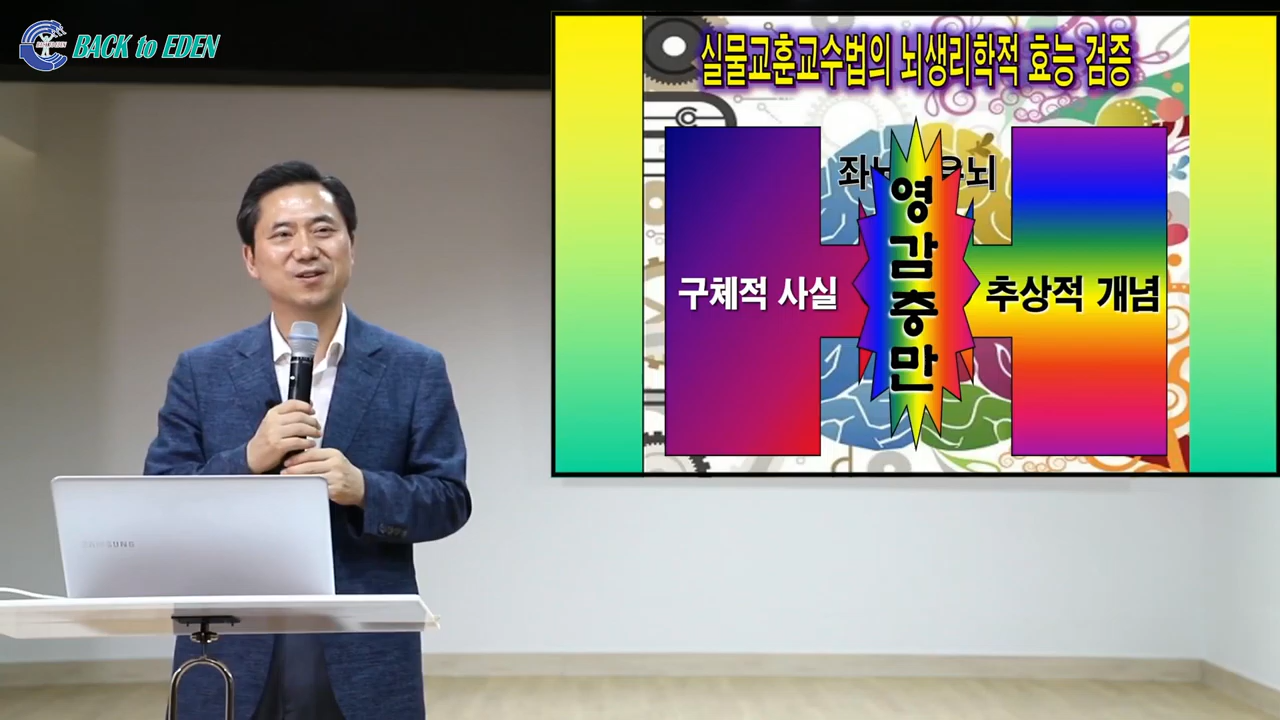 BACK to EDEN
실물교훈교수법의 뇌생리학적 효능 검증
구체적 사실
영감충만
추상적 개념
SAMSUNG